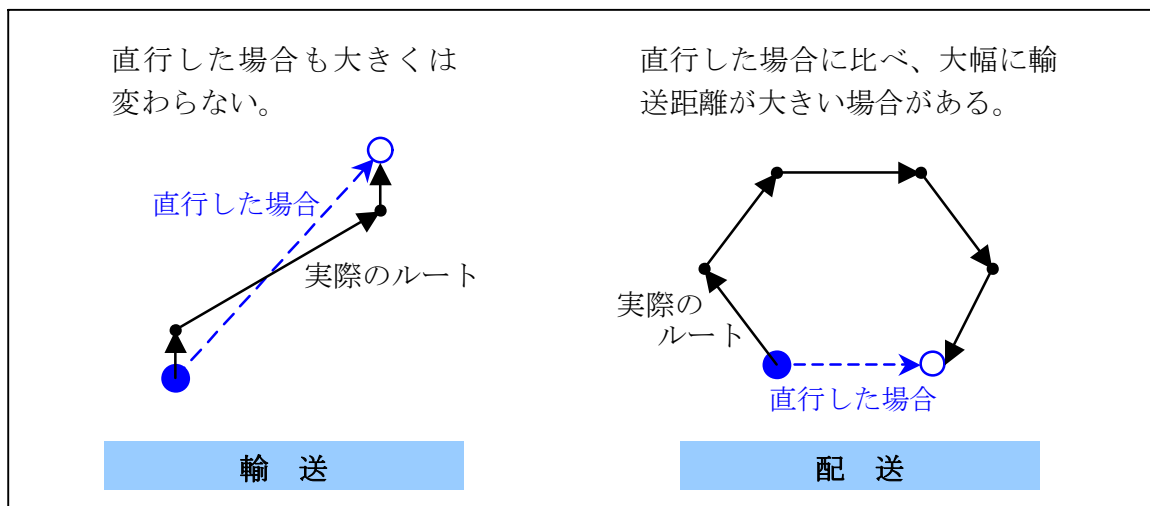 直行した場合も大きくは
変わらない。
直行した場合
実際のルート
輸 送
直行した場合に比べ、大幅に輸
送距離が大きい場合がある。
実際の
ルート
直行した場合
配 送